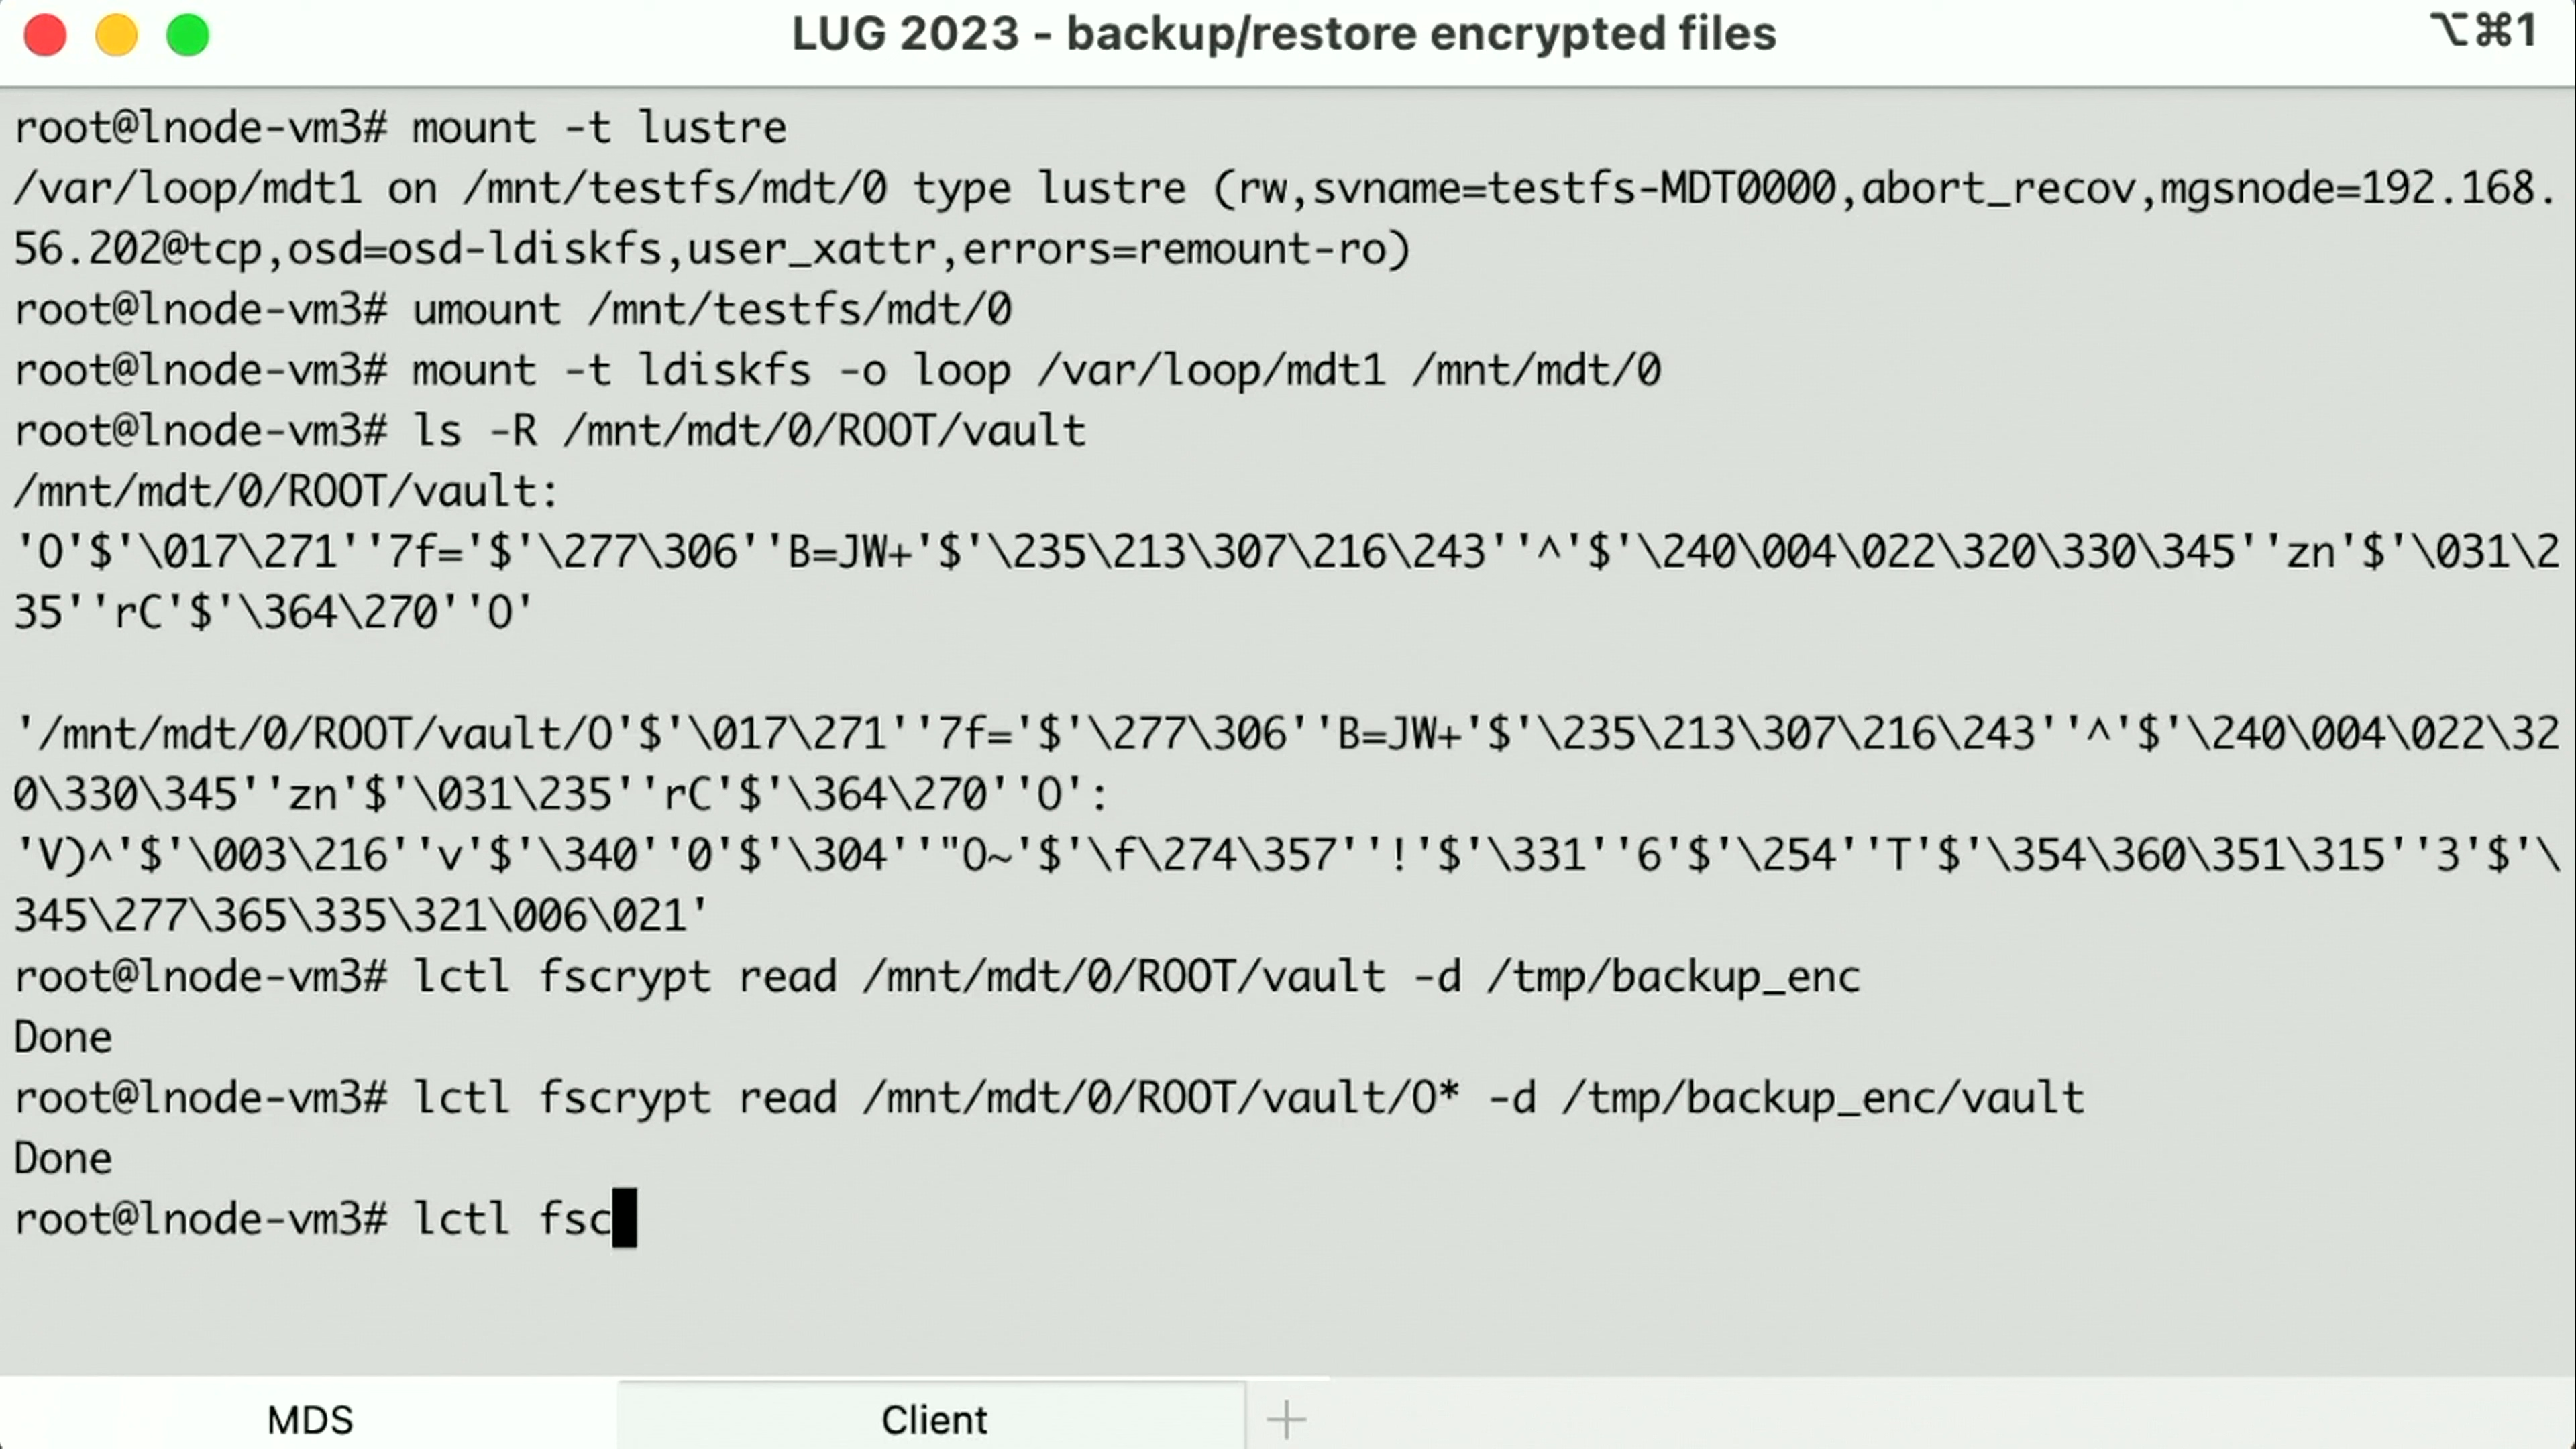 LUG 2023 - backup/restore encrypted files
⌥⌘1
root@lnode-vm3# mount -t lustre
/var/loop/mdt1 on /mnt/testfs/mdt/0 type lustre (rw,svname=testfs-MDT0000,abort_recov,mgsnode=192.168.
56.202@tcp,osd=osd-ldiskfs,user_xattr,errors=remount-ro)
root@lnode-vm3# umount /mnt/testfs/mdt/0
root@lnode-vm3# mount -t ldiskfs -o loop /var/loop/mdt1 /mnt/mdt/0
root@lnode-vm3# ls -R /mnt/mdt/0/ROOT/vault
/mnt/mdt/0/ROOT/vault:
'O'$'\017\271''7f='$'\277\306''B=JW+'$'\235\213\307\216\243''^'$'\240\004\022\320\330\345''zn'$'\031\2
35''rC'$'\364\270''O'
'/mnt/mdt/0/ROOT/vault/O'$'\017\271''7f='$'\277\306''B=JW+'$'\235\213\307\216\243''^'$'\240\004\022\32
0\330\345''zn'$'\031\235''rC'$'\364\270''O':
'V)^'$'\003\216''v'$'\340''0'$'\304''"O~'$'\f\274\357''!'$'\331''6'$'\254''T'$'\354\360\351\315''3'$'\
345\277\365\335\321\006\021'
root@lnode-vm3# lctl fscrypt read /mnt/mdt/0/ROOT/vault -d /tmp/backup_enc
Done
root@lnode-vm3# lctl fscrypt read /mnt/mdt/0/ROOT/vault/O* -d /tmp/backup_enc/vault
Done
root@lnode-vm3# lctl fsc
MDS
Client